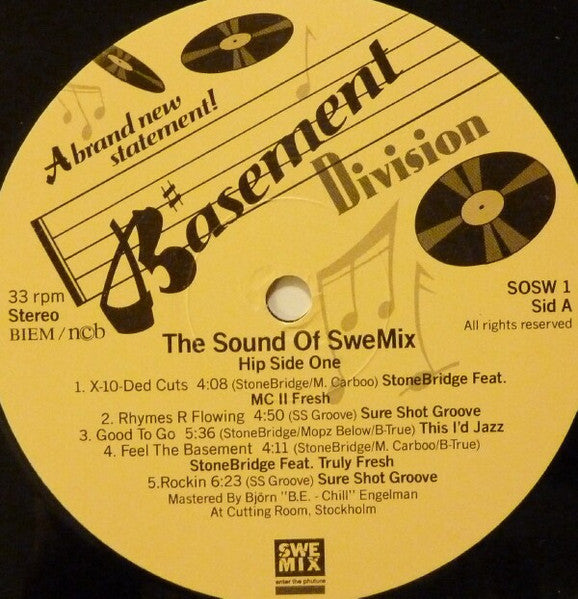 A brand new
statement!
Basement
Division
33 rpm
Stereo
BIEM / n©b
SOSW 1
Sid A
All rights reserved
The Sound Of SweMix
Hip Side One
1. X-10-Ded Cuts 4:08 (StoneBridge/M. Carboo) StoneBridge Feat.
MC II Fresh
2. Rhymes R Flowing 4:50 (SS Groove) Sure Shot Groove
3. Good To Go 5:36 (StoneBridge/Mopz Below/B-True) This I'd Jazz
4. Feel The Basement 4:11 (StoneBridge/M. Carboo/B-True)
StoneBridge Feat. Truly Fresh
5.Rockin 6:23 (SS Groove) Sure Shot Groove
Mastered By Björn "B.E. - Chill" Engelman
At Cutting Room, Stockholm
SWE
MIX
enter the phuture